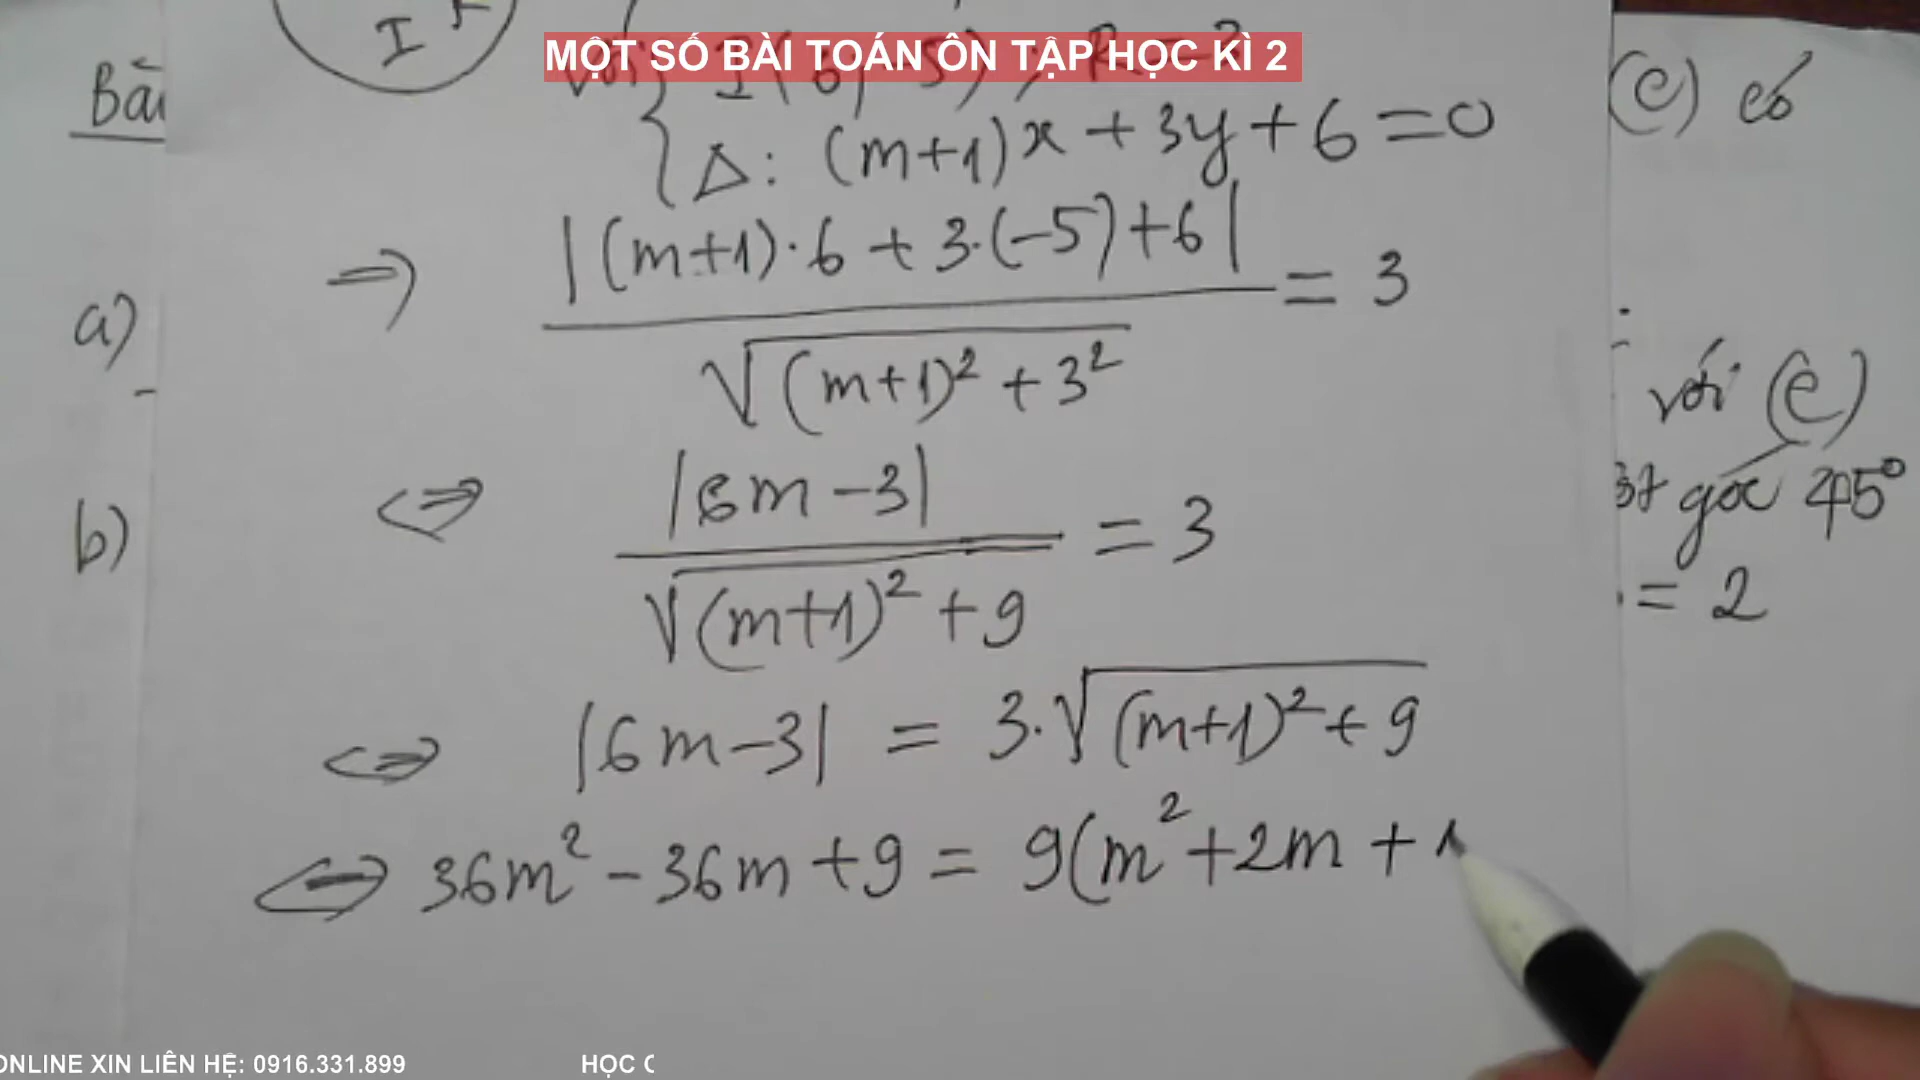 MỘT SỐ BÀI TOÁN ÔN TẬP HỌC KÌ 2
I
Bài
(C) có
Δ: (m+1)x + 3y + 6 = 0
a)
⇒ |(m+1)·6 + 3·(-5) + 6| / √((m+1)² + 3²) = 3
với (C)
b)
⇔ |6m - 3| / √((m+1)² + 9) = 3
góc 45°
= 2
⇔ |6m - 3| = 3·√((m+1)² + 9)
⇔ 36m² - 36m + 9 = 9(m² + 2m + 1
ONLINE XIN LIÊN HỆ: 0916.331.899
HỌC